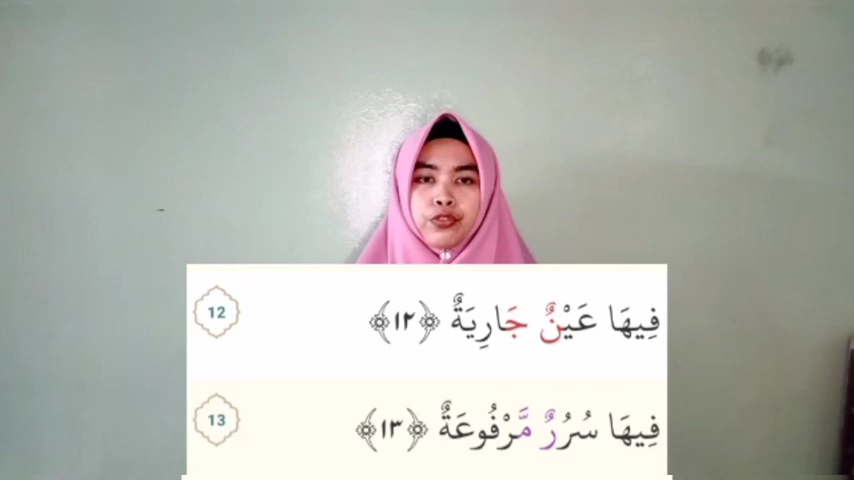 فِيهَا عَيْنٌ جَارِيَةٌ ﴿١٢﴾ 12
فِيهَا سُرُرٌ مَّرْفُوعَةٌ ﴿١٣﴾ 13